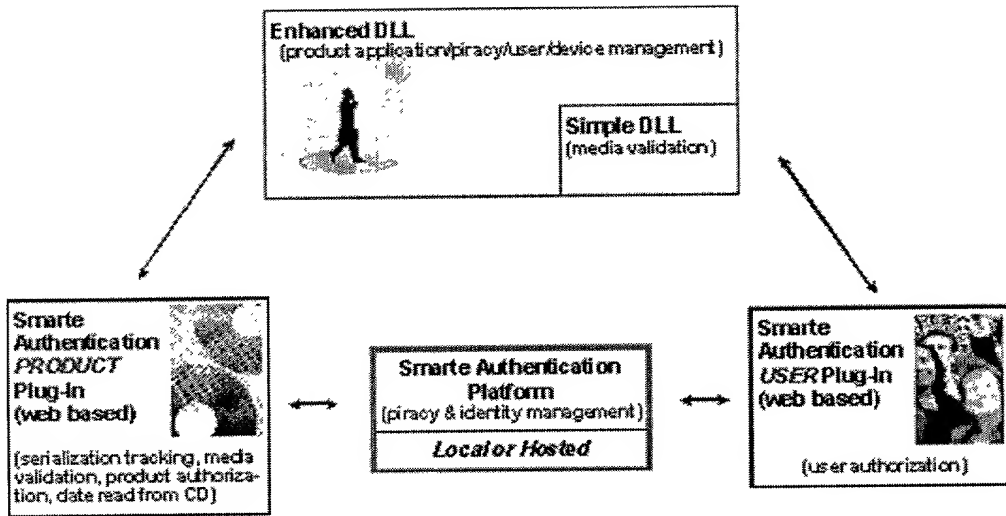 Enhanced DLL
(product application/piracy/user/device management)
Simple DLL
(media validation)
Smarte
Authentication
PRODUCT
Plug-In
(web based)
(serialization tracking, media
validation, product authoriza-
tion, date read from CD)
Smarte Authentication
Platform
(piracy & identity management)
Local or Hosted
Smarte
Authentication
USER Plug-In
(web based)
(user authorization)